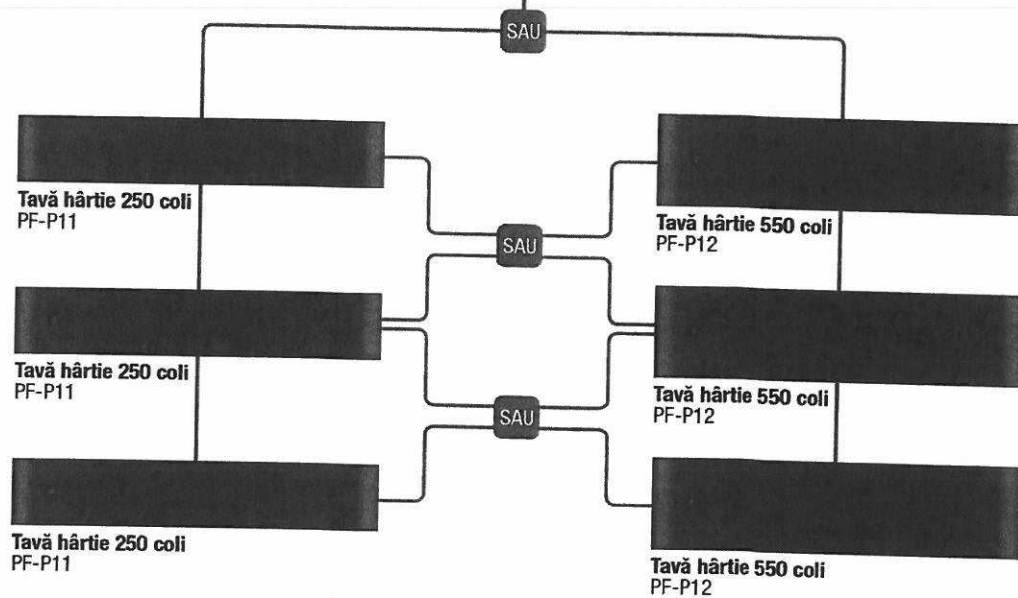 SAU
Tavă hârtie 250 coli
PF-P11
Tavă hârtie 550 coli
PF-P12
SAU
Tavă hârtie 250 coli
PF-P11
Tavă hârtie 550 coli
PF-P12
SAU
Tavă hârtie 250 coli
PF-P11
Tavă hârtie 550 coli
PF-P12